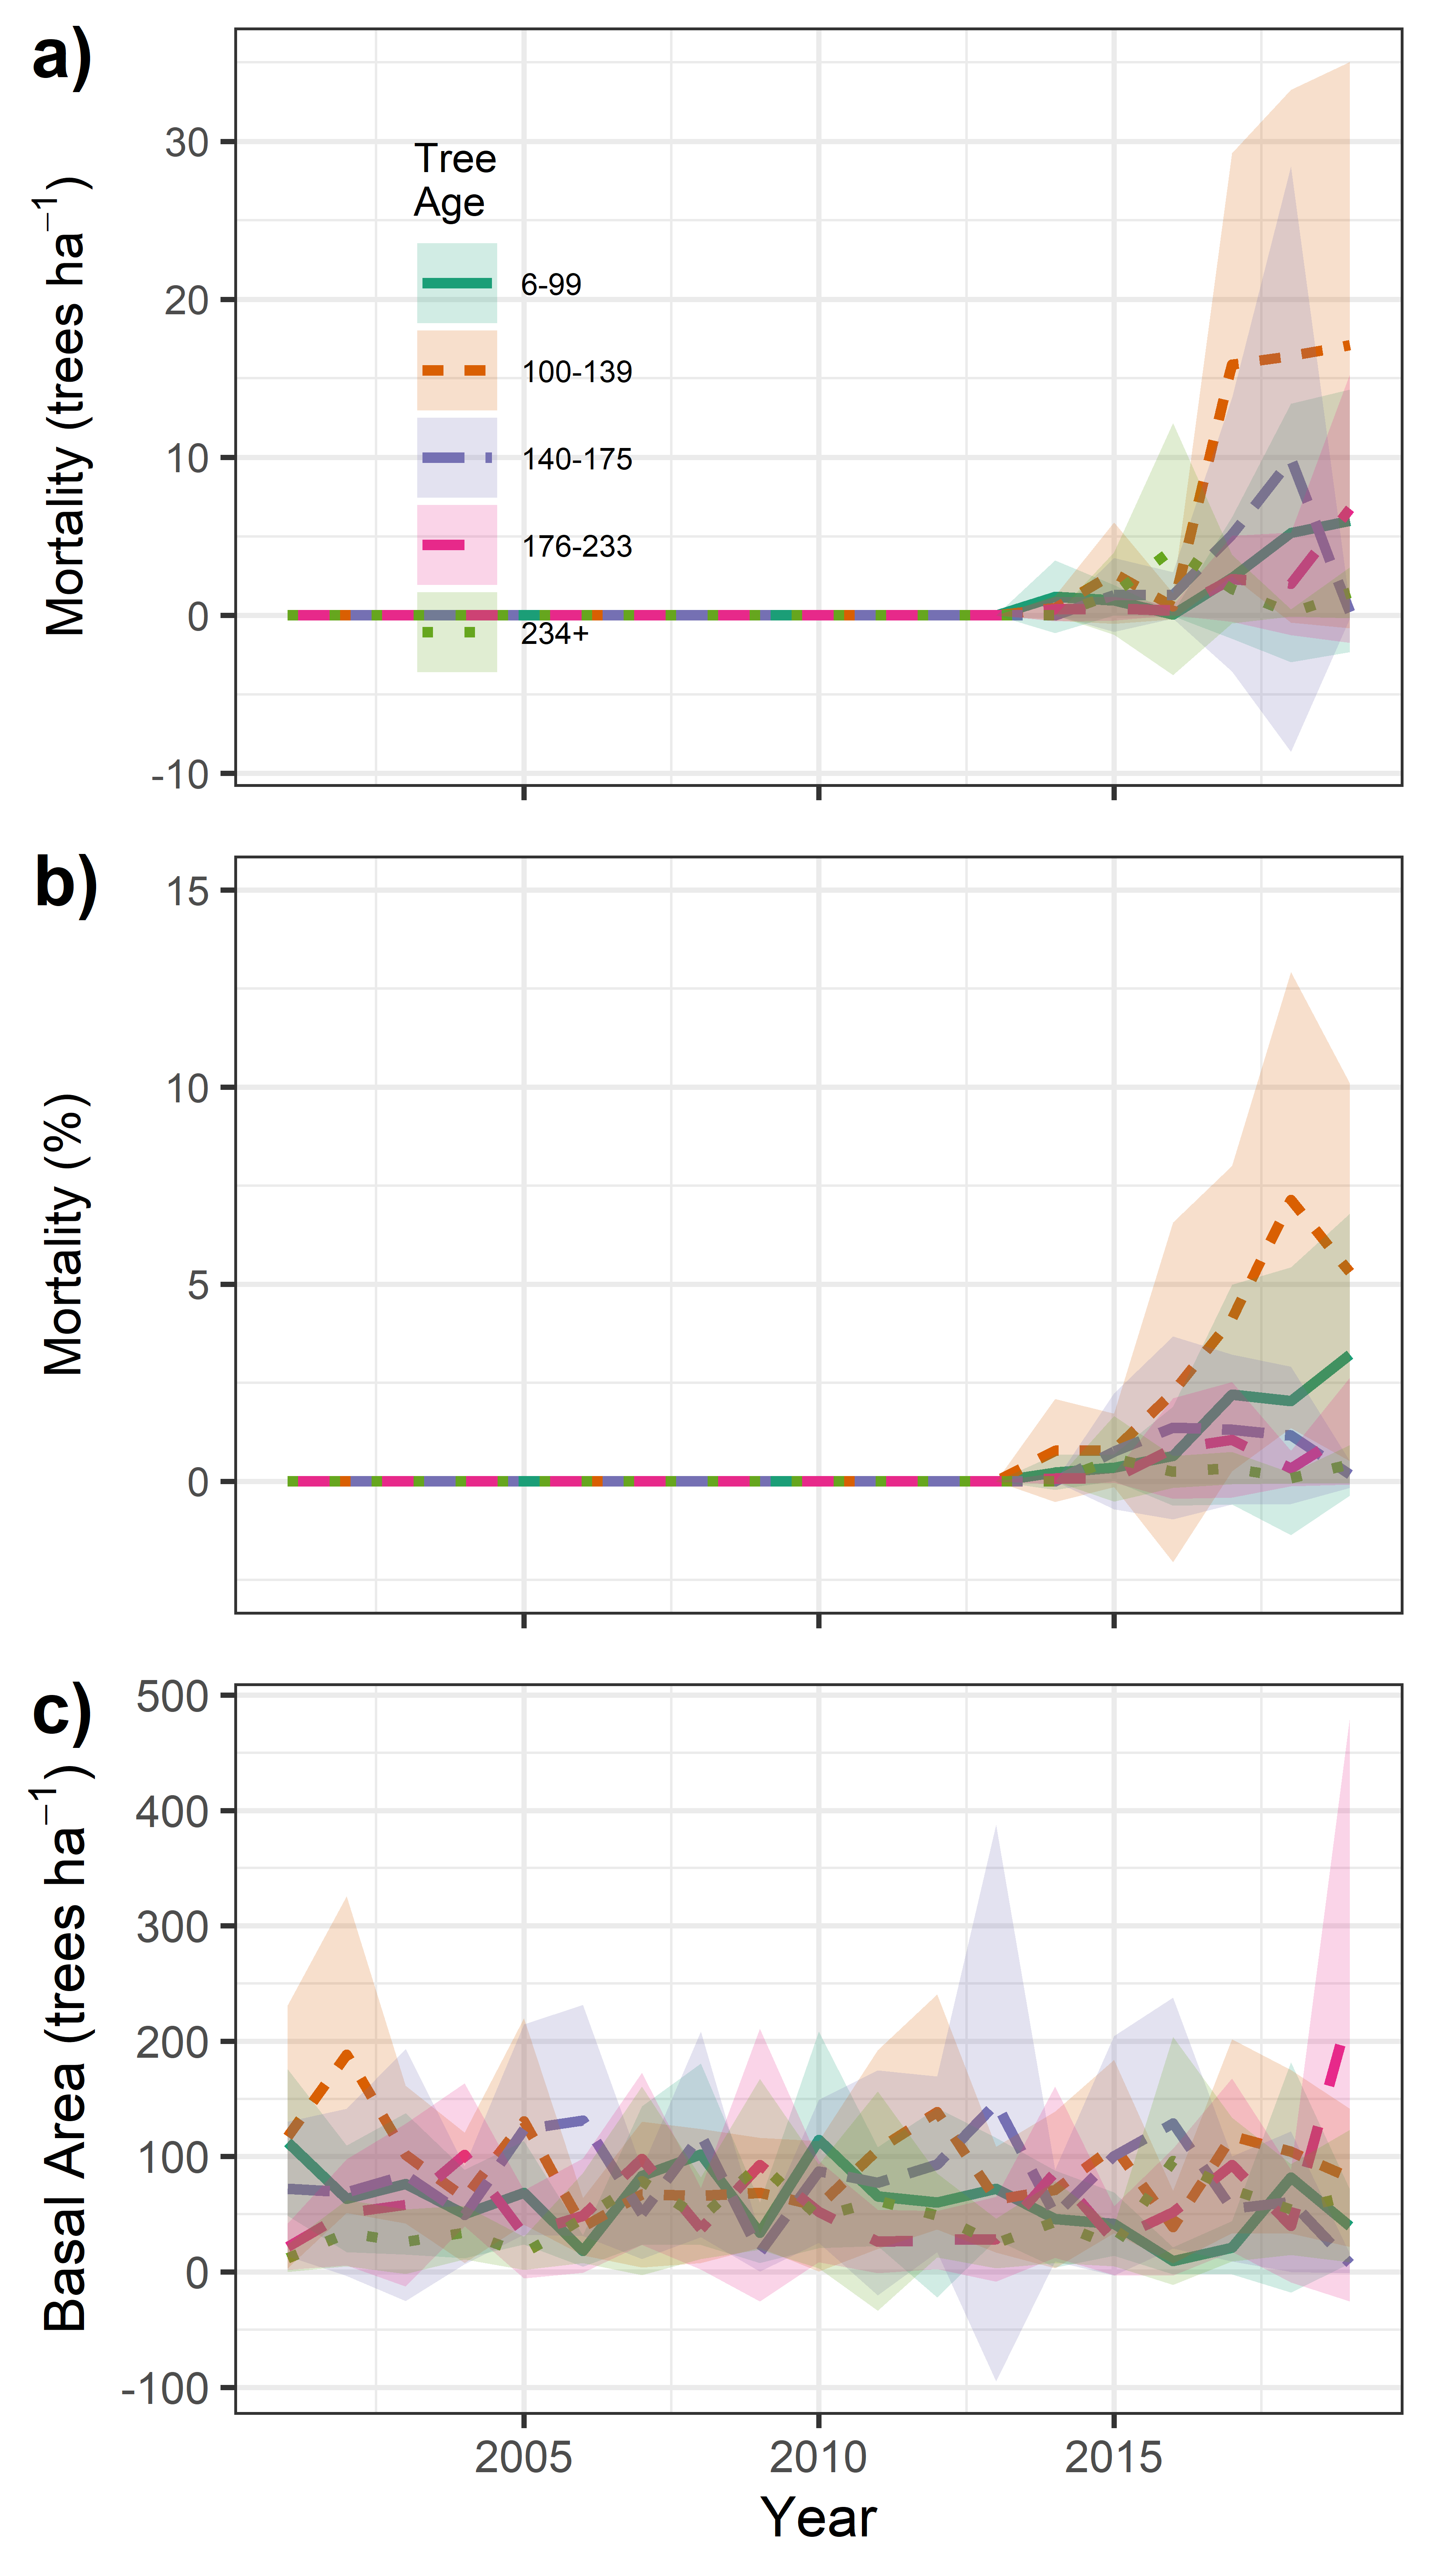 a)
Mortality (trees ha⁻¹)
30
20
10
0
-10
Tree
Age
6-99
100-139
140-175
176-233
234+
b)
Mortality (%)
15
10
5
0
c)
Basal Area (trees ha⁻¹)
500
400
300
200
100
0
-100
2005 2010 2015
Year